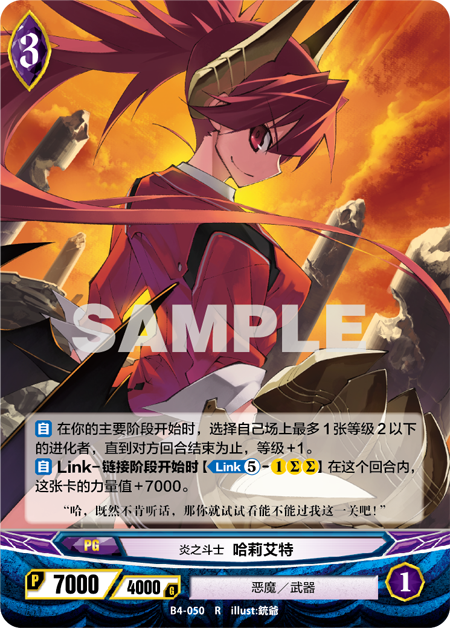 3
SAMPLE
自 在你的主要阶段开始时，选择自己场上最多1张等级2以下
的进化者，直到对方回合结束为止，等级+1。
自 Link-链接阶段开始时【Link 5 - 1 Σ Σ】在这个回合内，
这张卡的力量值+7000。
“哈，既然不肯听话，那你就试试看能不能过我这一关吧！”
PG 炎之斗士 哈莉艾特
P 7000 / 4000 G 恶魔／武器 1
B4-050 R illust:銃爺